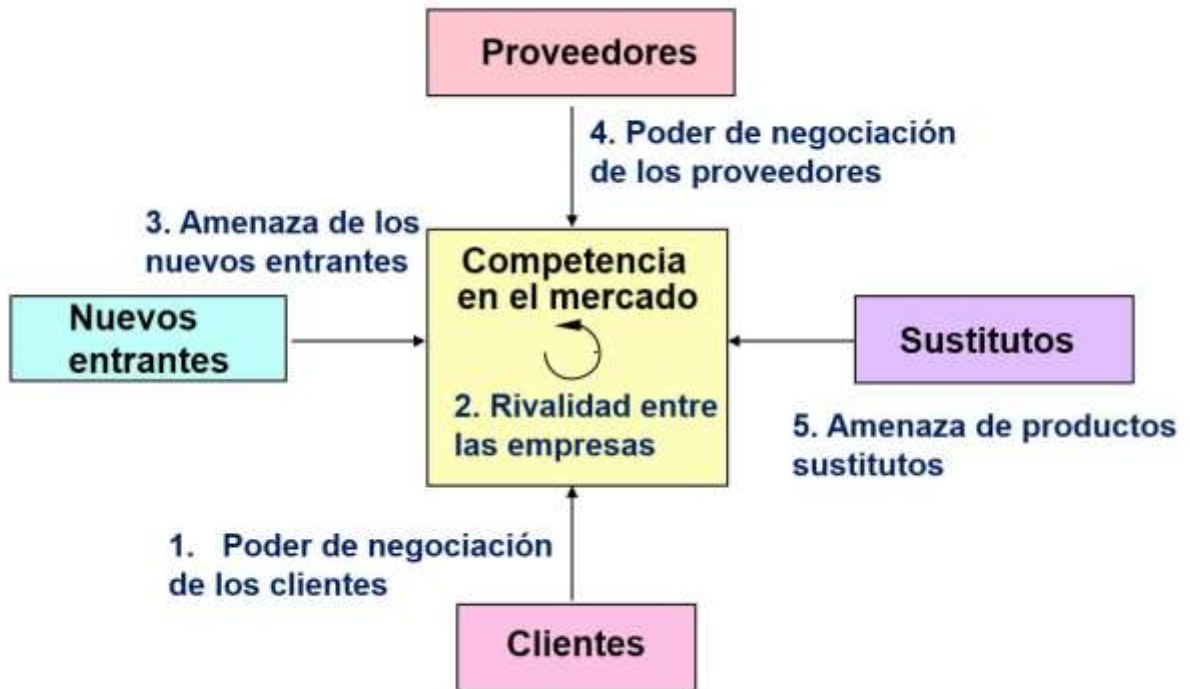 Proveedores
4. Poder de negociación
de los proveedores
3. Amenaza de los
nuevos entrantes
Competencia
en el mercado
Nuevos
entrantes
Sustitutos
2. Rivalidad entre
las empresas
5. Amenaza de productos
sustitutos
1. Poder de negociación
de los clientes
Clientes